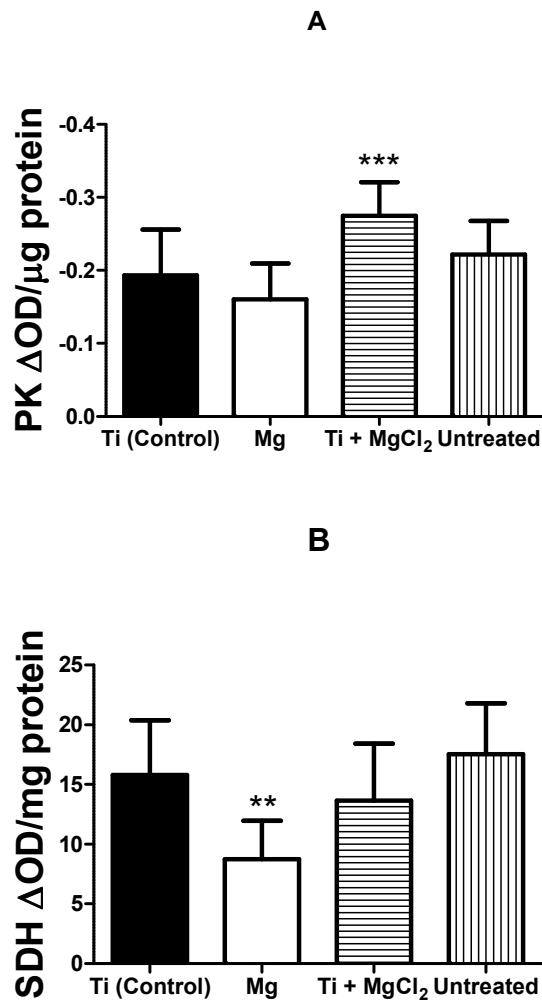 A
PK ΔOD/μg protein
-0.4
-0.3
-0.2
-0.1
0.0
***
Ti (Control) Mg Ti + MgCl₂ Untreated
B
SDH ΔOD/mg protein
25
20
15
10
5
0
**
Ti (Control) Mg Ti + MgCl₂ Untreated